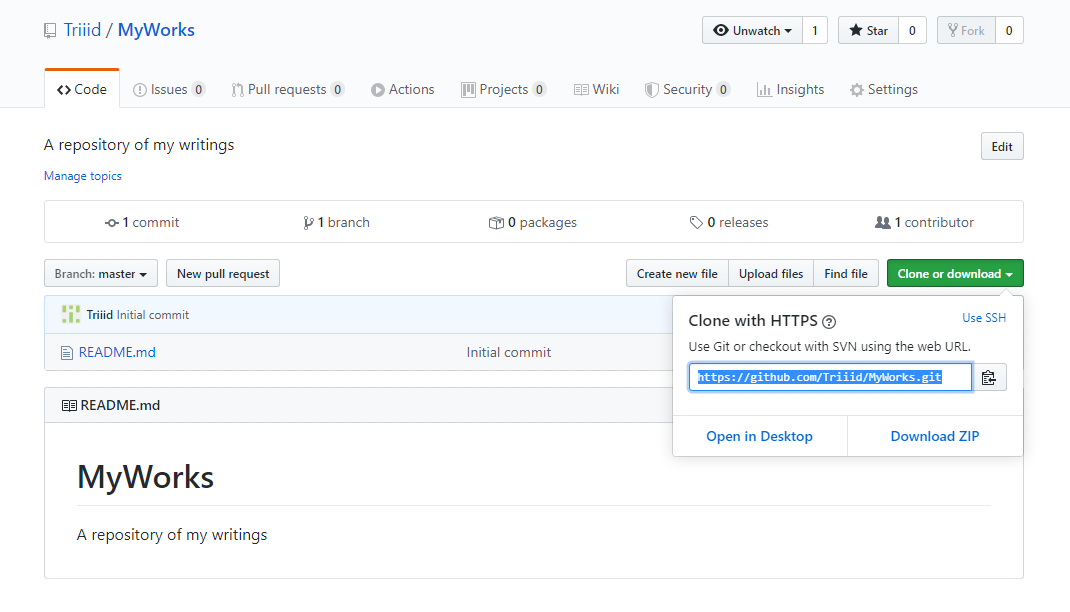 Triiid / MyWorks
Unwatch 1 Star 0 Fork 0
Code Issues 0 Pull requests 0 Actions Projects 0 Wiki Security 0 Insights Settings
A repository of my writings Edit
Manage topics
1 commit 1 branch 0 packages 0 releases 1 contributor
Branch: master New pull request Create new file Upload files Find file Clone or download
Triiid Initial commit
README.md Initial commit
Clone with HTTPS ? Use SSH
Use Git or checkout with SVN using the web URL.
https://github.com/Triiid/MyWorks.git
Open in Desktop Download ZIP
README.md
MyWorks
A repository of my writings